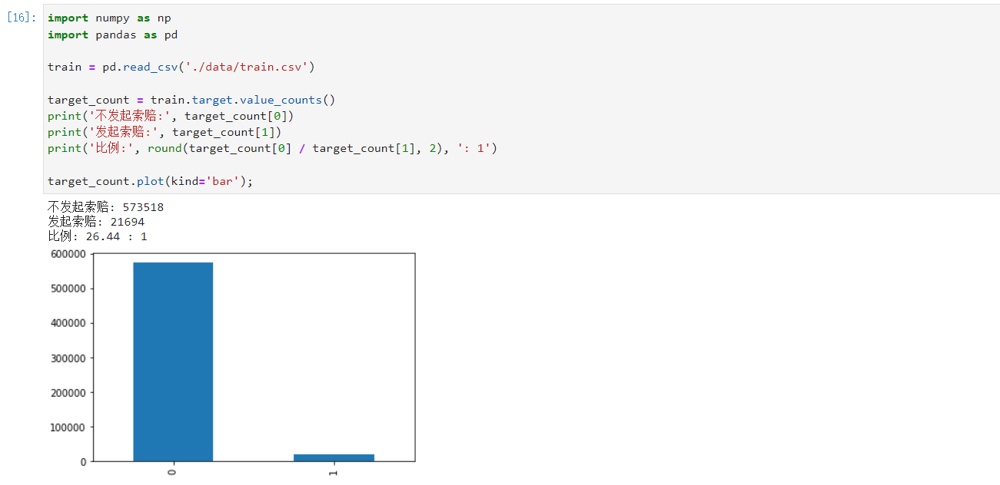 [16]:
import numpy as np
import pandas as pd
train = pd.read_csv('./data/train.csv')
target_count = train.target.value_counts()
print('不发起索赔:', target_count[0])
print('发起索赔:', target_count[1])
print('比例:', round(target_count[0] / target_count[1], 2), ': 1')
target_count.plot(kind='bar');
不发起索赔: 573518
发起索赔: 21694
比例: 26.44 : 1
600000
500000
400000
300000
200000
100000
0
0
1